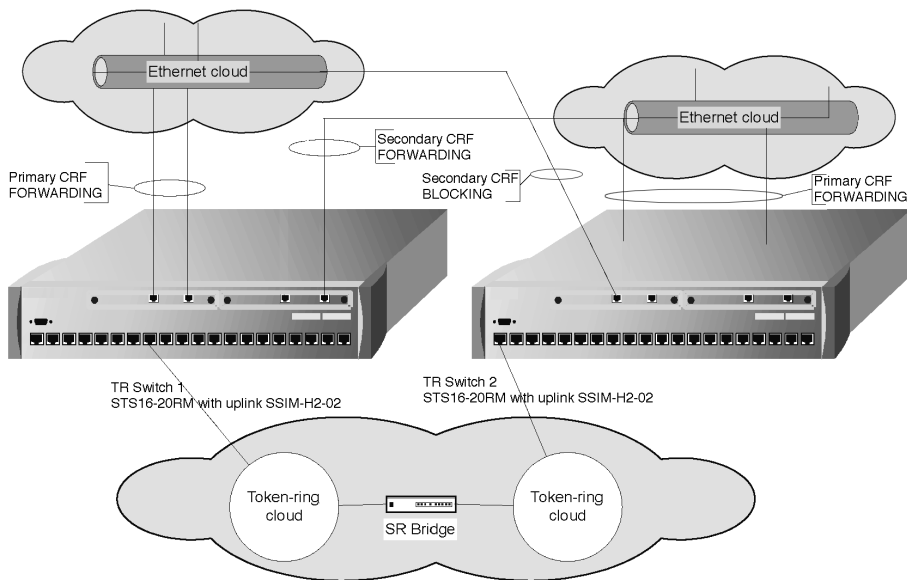 Ethernet cloud
Ethernet cloud
Secondary CRF
FORWARDING
Primary CRF
FORWARDING
Secondary CRF
BLOCKING
Primary CRF
FORWARDING
TR Switch 1
STS16-20RM with uplink SSIM-H2-02
TR Switch 2
STS16-20RM with uplink SSIM-H2-02
Token-ring
cloud
SR Bridge
Token-ring
cloud